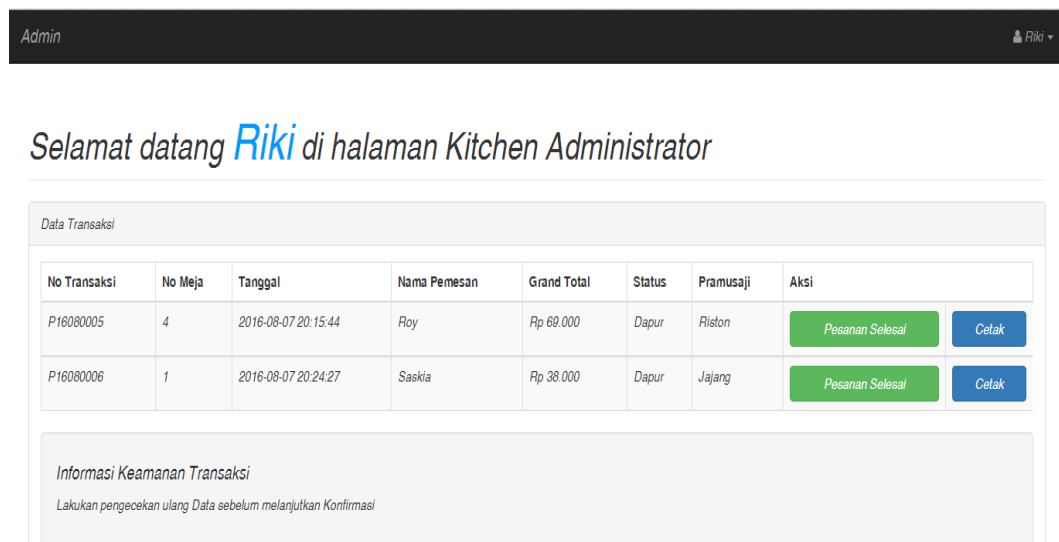 Admin Riki
Selamat datang Riki di halaman Kitchen Administrator
Data Transaksi
No Transaksi No Meja Tanggal Nama Pemesan Grand Total Status Pramusaji Aksi
P16080005 4 2016-08-07 20:15:44 Roy Rp 69.000 Dapur Riston Pesanan Selesai Cetak
P16080006 1 2016-08-07 20:24:27 Saskia Rp 38.000 Dapur Jajang Pesanan Selesai Cetak
Informasi Keamanan Transaksi
Lakukan pengecekan ulang Data sebelum melanjutkan Konfirmasi